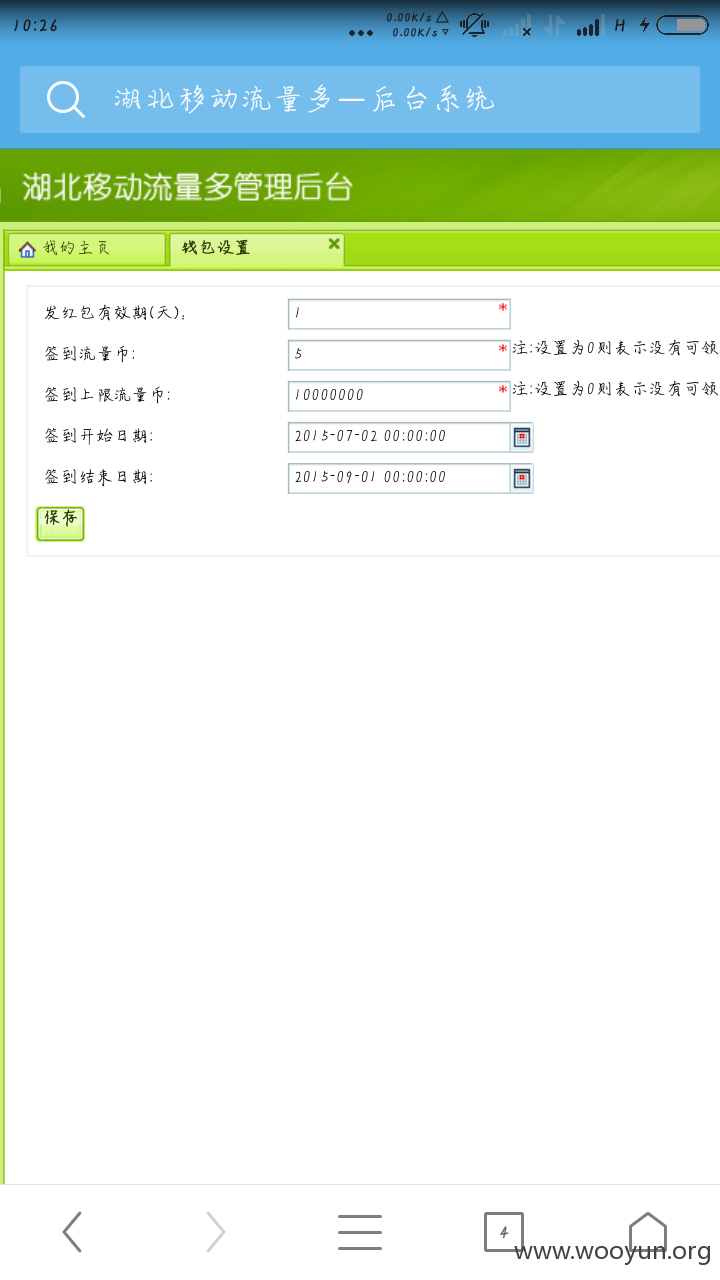 10:26
0.00K/s
0.00K/s
H
湖北移动流量多—后台系统
湖北移动流量多管理后台
我的主页
钱包设置
发红包有效期(天):
1
*
签到流量币:
5
*
注:设置为0则表示没有可领
签到上限流量币:
10000000
*
注:设置为0则表示没有可领
签到开始日期:
2015-07-02 00:00:00
签到结束日期:
2015-09-01 00:00:00
保存
4
www.wooyun.org